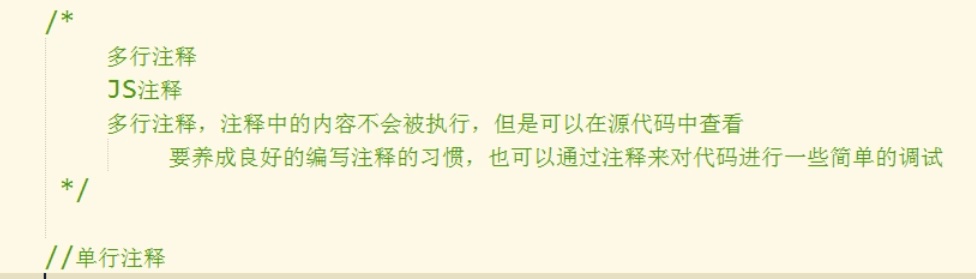 /*
多行注释
JS注释
多行注释，注释中的内容不会被执行，但是可以在源代码中查看
要养成良好的编写注释的习惯，也可以通过注释来对代码进行一些简单的调试
*/
//单行注释